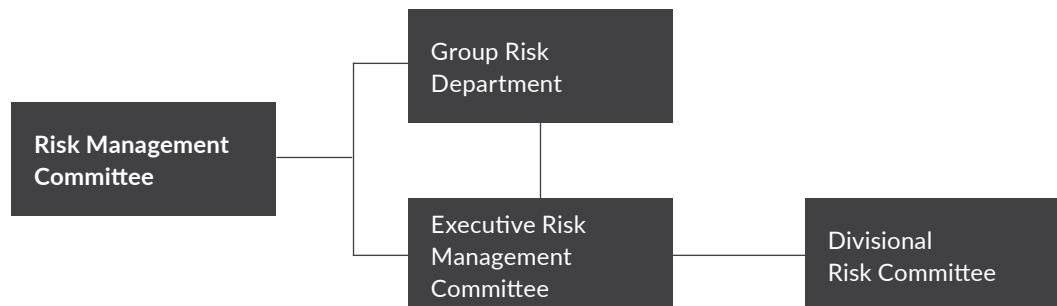 Group Risk
Department
Risk Management
Committee
Executive Risk
Management
Committee
Divisional
Risk Committee